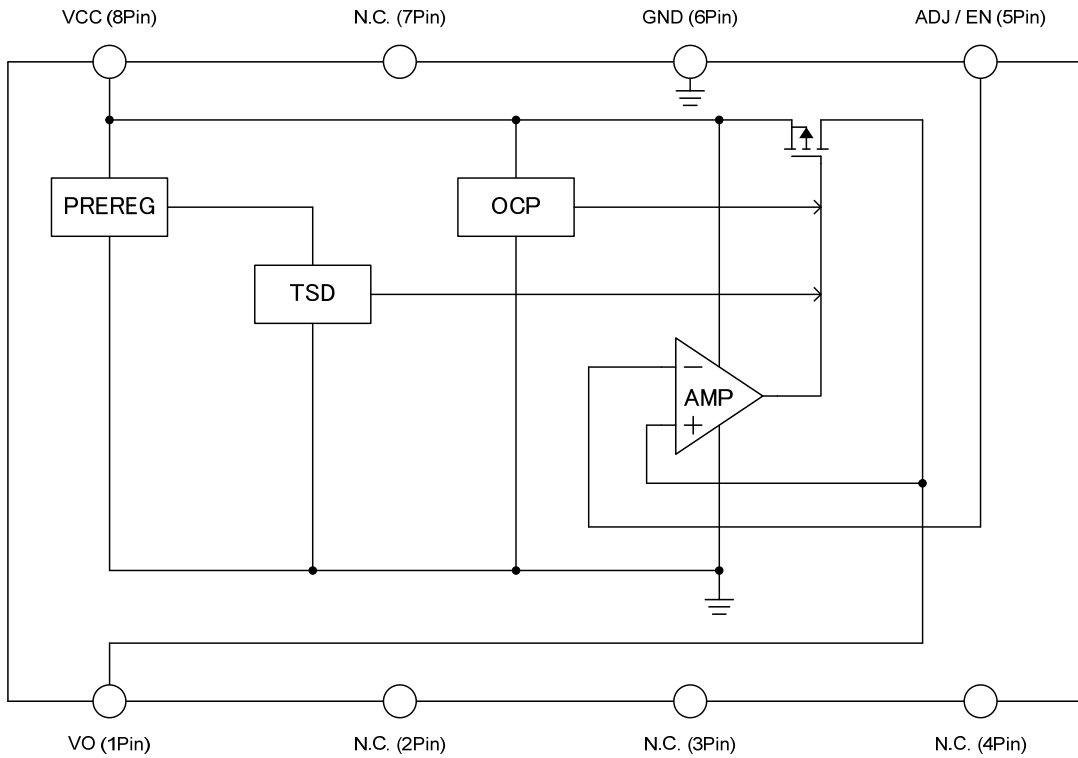 VCC (8Pin)
N.C. (7Pin)
GND (6Pin)
ADJ / EN (5Pin)
PREREG
OCP
TSD
AMP
VO (1Pin)
N.C. (2Pin)
N.C. (3Pin)
N.C. (4Pin)